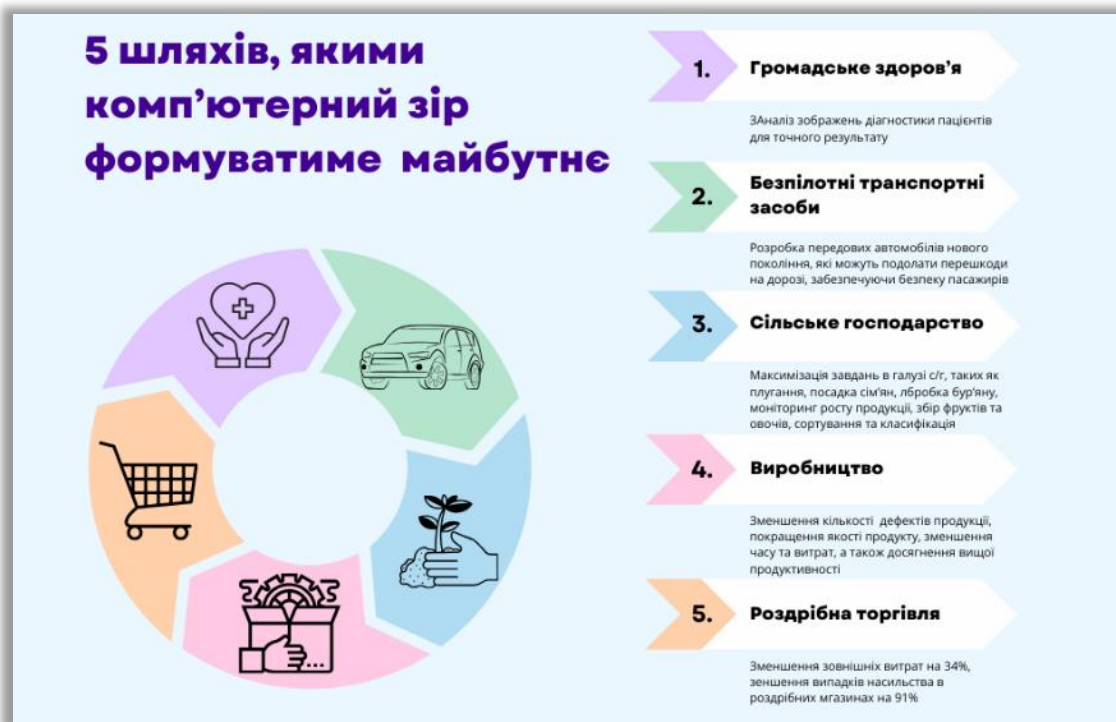 5 шляхів, якими
комп’ютерний зір
формуватиме майбутнє
1.
Громадське здоров’я
ЗАналіз зображень діагностики пацієнтів
для точного результату
2.
Безпілотні транспортні
засоби
Розробка передових автомобілів нового
покоління, які можуть подолати перешкоди
на дорозі, забезпечуючи безпеку пасажирів
3.
Сільське господарство
Максимізація завдань в галузі с/г, таких як
плугання, посадка сім’ян, лбробка бур’яну,
моніторинг росту продукції, збір фруктів та
овочів, сортування та класифікація
4.
Виробництво
Зменшення кількості дефектів продукції,
покращення якості продукту, зменшення
часу та витрат, а також досягнення вищої
продуктивності
5.
Роздрібна торгівля
Зменшення зовнішніх витрат на 34%,
зеншення випадків насильства в
роздрібних мгазинах на 91%